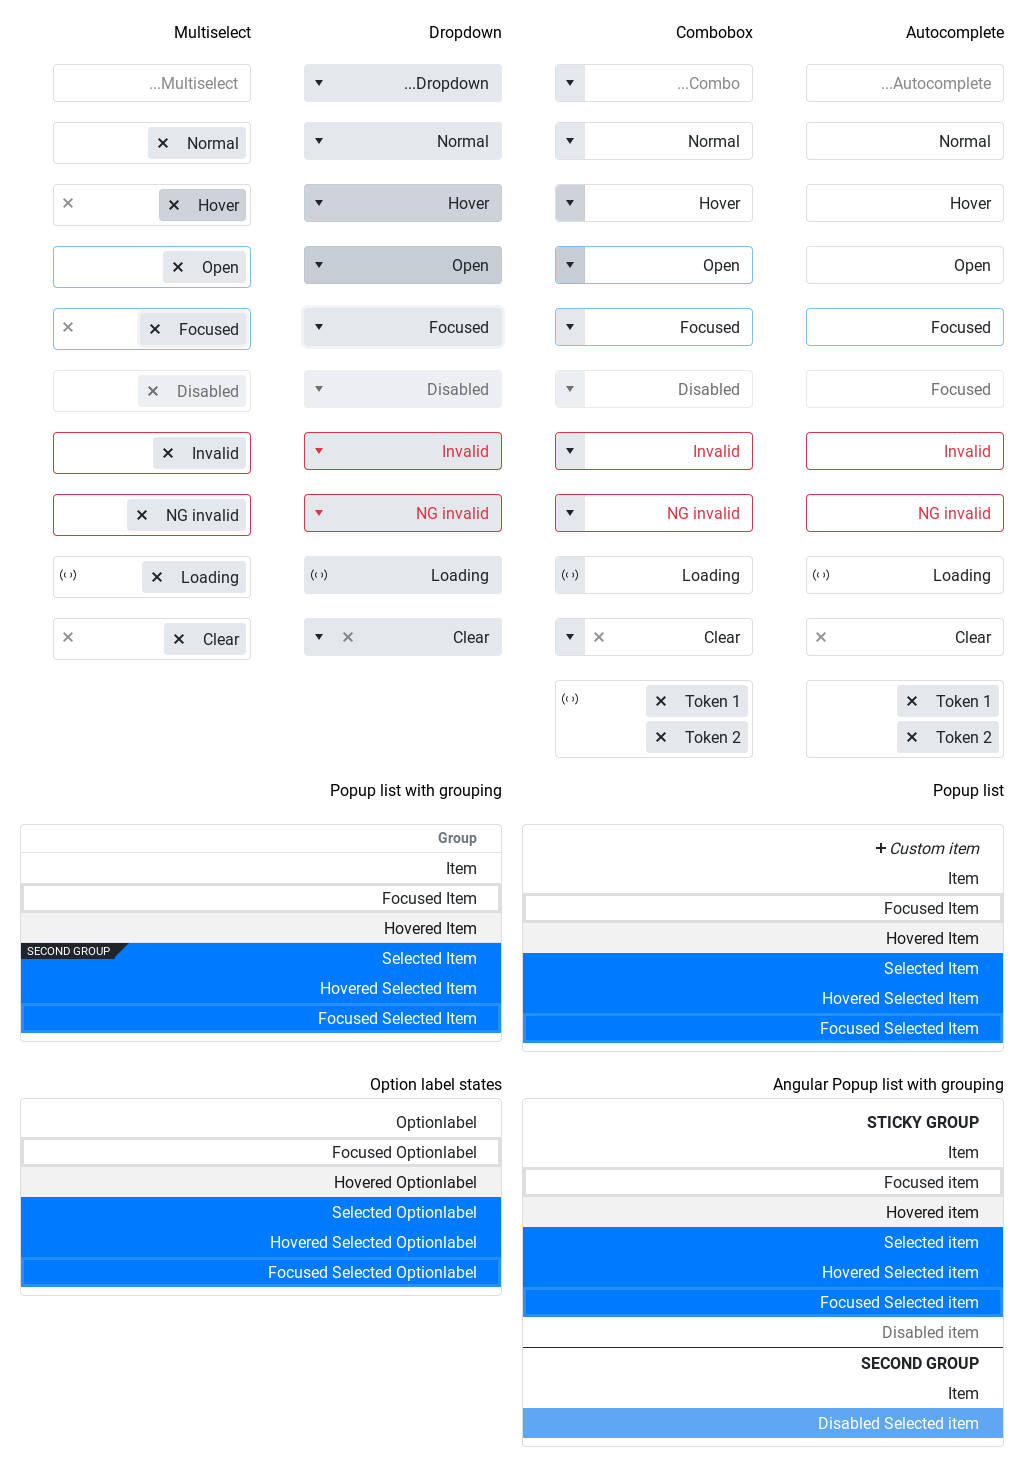 Multiselect Dropdown Combobox Autocomplete
...Multiselect ...Dropdown ...Combo ...Autocomplete
Normal Normal Normal Normal
Hover Hover Hover Hover
Open Open Open Open
Focused Focused Focused Focused
Disabled Disabled Disabled Focused
Invalid Invalid Invalid Invalid
NG invalid NG invalid NG invalid NG invalid
Loading Loading Loading Loading
Clear Clear Clear Clear
Token 1 Token 1
Token 2 Token 2
Popup list with grouping
Group
Item
Focused Item
Hovered Item
SECOND GROUP Selected Item
Hovered Selected Item
Focused Selected Item
Popup list
+ Custom item
Item
Focused Item
Hovered Item
Selected Item
Hovered Selected Item
Focused Selected Item
Option label states
Optionlabel
Focused Optionlabel
Hovered Optionlabel
Selected Optionlabel
Hovered Selected Optionlabel
Focused Selected Optionlabel
Angular Popup list with grouping
STICKY GROUP
Item
Focused item
Hovered item
Selected item
Hovered Selected item
Focused Selected item
Disabled item
SECOND GROUP
Item
Disabled Selected item